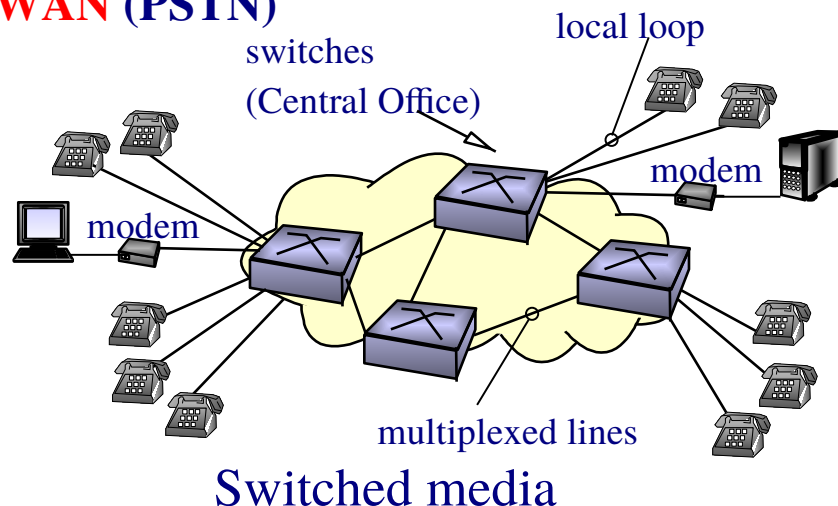 WAN (PSTN)
local loop
switches
(Central Office)
modem
modem
multiplexed lines
Switched media